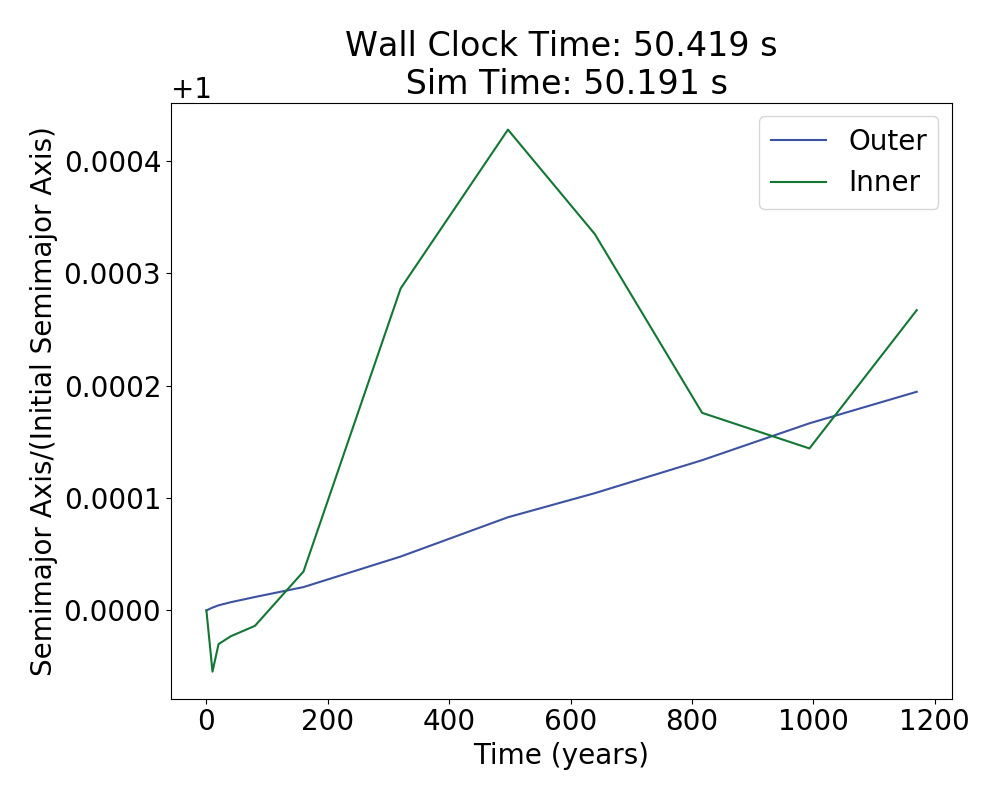 Wall Clock Time: 50.419 s
Sim Time: 50.191 s
+1
0.0004
0.0003
0.0002
0.0001
0.0000
Semimajor Axis/(Initial Semimajor Axis)
Outer
Inner
0 200 400 600 800 1000 1200
Time (years)